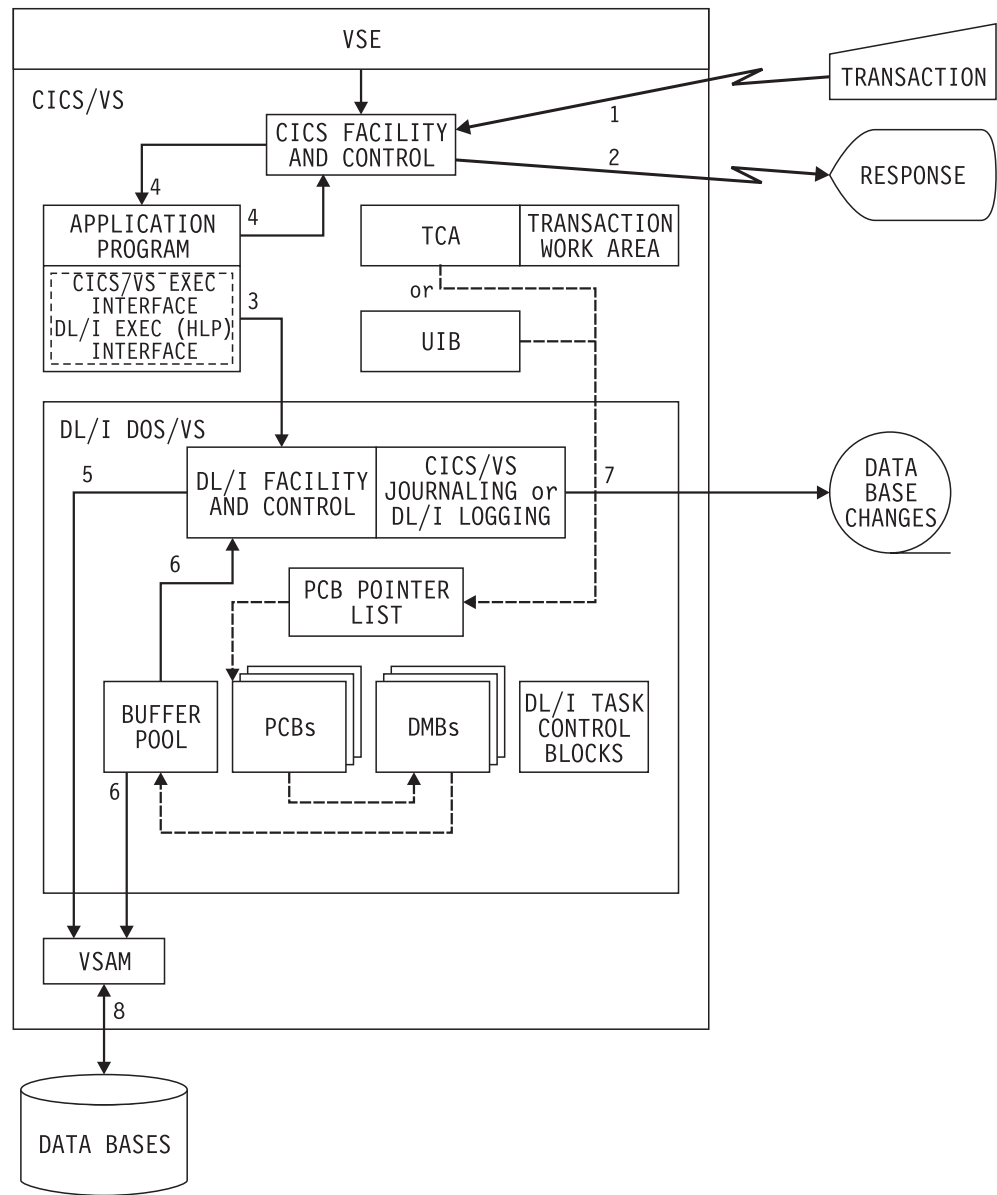 VSE
CICS/VS
TRANSACTION
1
CICS FACILITY
AND CONTROL
2
RESPONSE
4
4
APPLICATION
PROGRAM
TCA
TRANSACTION
WORK AREA
CICS/VS EXEC
INTERFACE
DL/I EXEC (HLP)
INTERFACE
3
or
UIB
DL/I DOS/VS
5
DL/I FACILITY
AND CONTROL
CICS/VS
JOURNALING or
DL/I LOGGING
7
DATA
BASE
CHANGES
6
PCB POINTER
LIST
BUFFER
POOL
PCBs
DMBs
DL/I TASK
CONTROL
BLOCKS
6
VSAM
8
DATA BASES